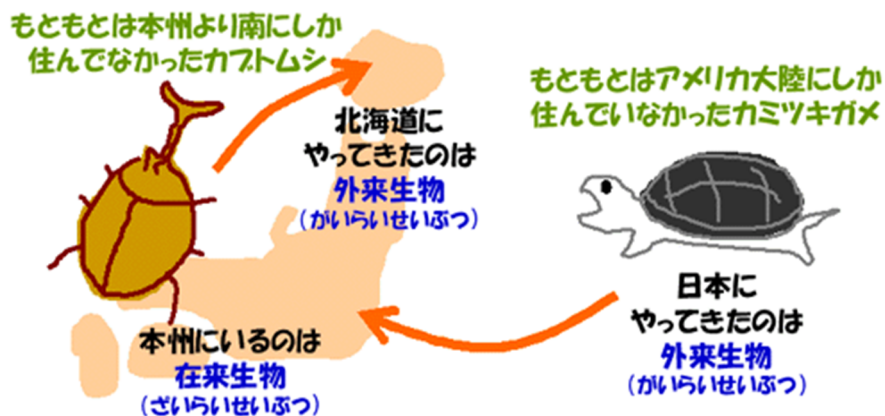 もともとは本州より南にしか
住んでなかったカブトムシ
北海道に
やってきたのは
外来生物
(がいらいせいぶつ)
本州にいるのは
在来生物
(ざいらいせいぶつ)
もともとはアメリカ大陸にしか
住んでいなかったカミツキガメ
日本に
やってきたのは
外来生物
(がいらいせいぶつ)